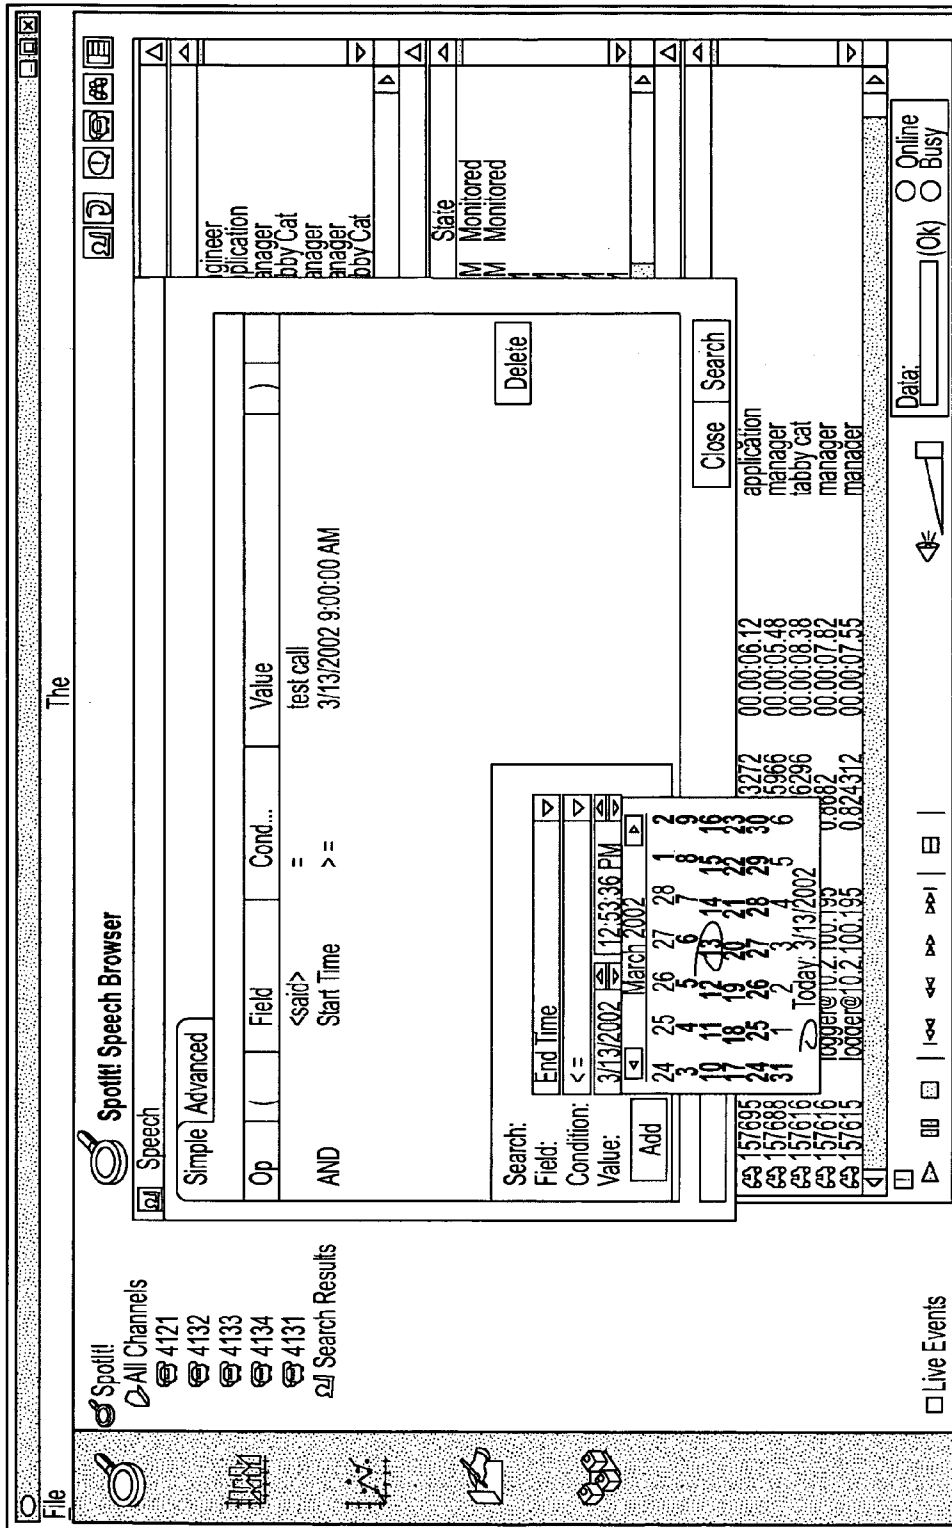 The
File
SpotIt! Speech Browser
SpotIt!
All Channels
4121
4132
4133
4134
4131
Search Results
Speech
Simple Advanced
Op ( Field Cond... Value )
<said> = test call
AND Start Time >= 3/13/2002 9:00:00 AM
Search:
Field: End Time
Condition: <=
Value: 3/13/2002 12:53:36 PM
Add
Delete
March 2002
24 25 26 27 28 1 2
3 4 5 6 7 8 9
10 11 12 13 14 15 16
17 18 19 20 21 22 23
24 25 26 27 28 29 30
31 1 2 3 4 5 6
Today: 3/13/2002
Close Search
gineer
plication
anager
bby Cat
anager
anager
bby Cat
State
M Monitored
M Monitored
157695 3272 00.00:06.12 application
157688 5966 00.00:05.48 manager
157616 6296 00.00:08.38 tabby cat
157616 logger@10.2.100.195 0.8682 00.00:07.82 manager
157615 logger@10.2.100.195 0.824312 00.00:07.55 manager
Live Events
Data:
(Ok)
Online
Busy